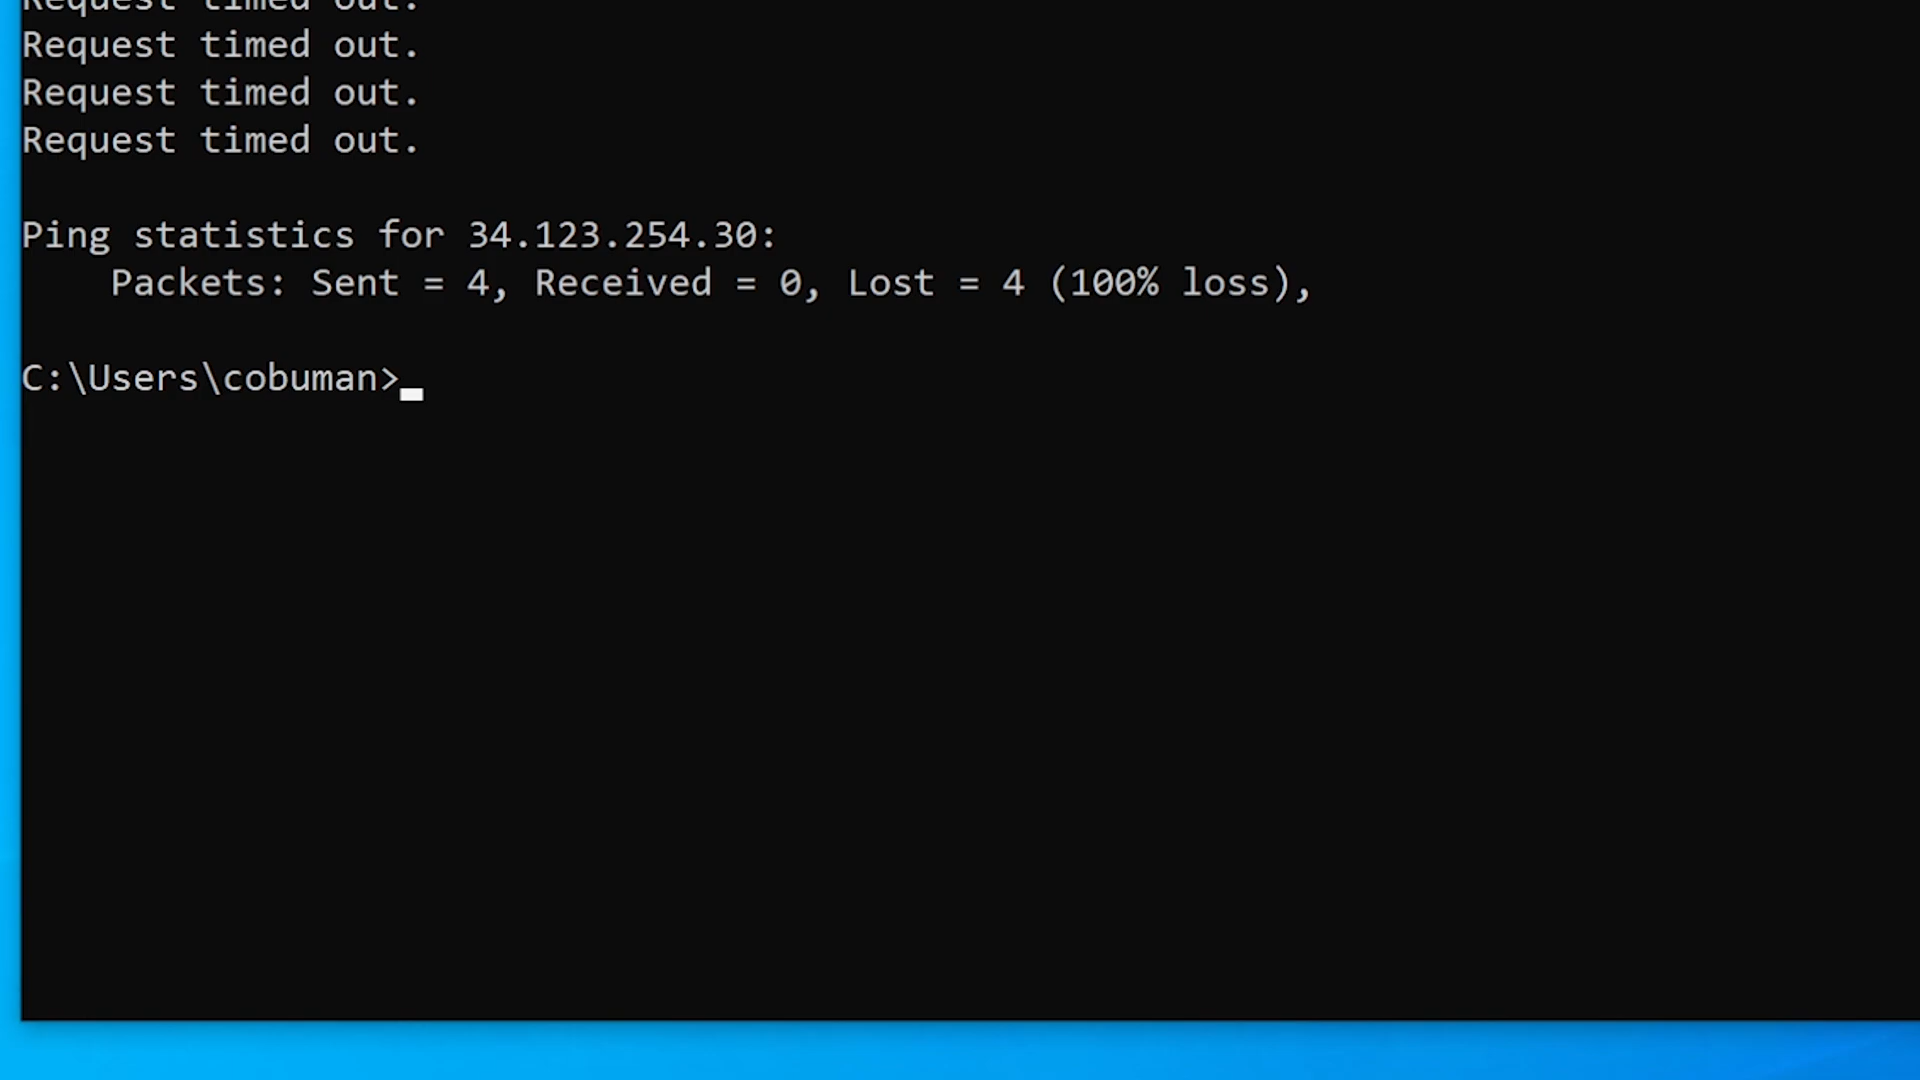 Request timed out.
Request timed out.
Request timed out.
Request timed out.
Ping statistics for 34.123.254.30:
Packets: Sent = 4, Received = 0, Lost = 4 (100% loss),
C:\Users\cobuman>